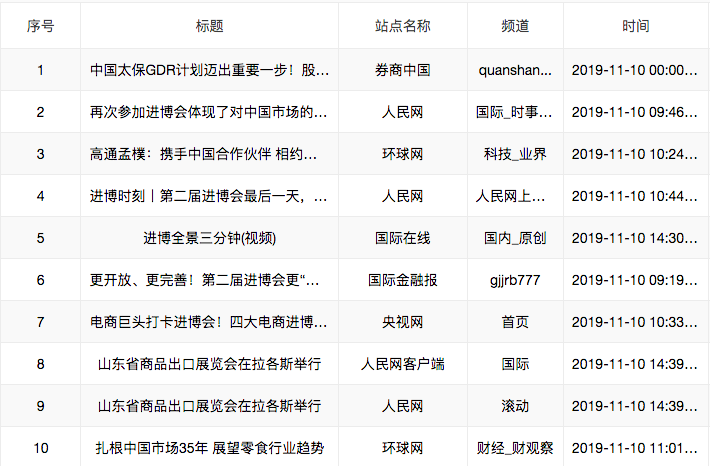 序号 标题 站点名称 频道 时间
1 中国太保GDR计划迈出重要一步！股... 券商中国 quanshan... 2019-11-10 00:00...
2 再次参加进博会体现了对中国市场的... 人民网 国际_时事... 2019-11-10 09:46...
3 高通孟樸：携手中国合作伙伴 相约... 环球网 科技_业界 2019-11-10 10:24...
4 进博时刻丨第二届进博会最后一天，... 人民网 人民网上... 2019-11-10 10:44...
5 进博全景三分钟(视频) 国际在线 国内_原创 2019-11-10 14:30...
6 更开放、更完善！第二届进博会更“... 国际金融报 gjjrb777 2019-11-10 09:19...
7 电商巨头打卡进博会！四大电商进博... 央视网 首页 2019-11-10 10:33...
8 山东省商品出口展览会在拉各斯举行 人民网客户端 国际 2019-11-10 14:39...
9 山东省商品出口展览会在拉各斯举行 人民网 滚动 2019-11-10 14:39...
10 扎根中国市场35年 展望零食行业趋势 环球网 财经_财观察 2019-11-10 11:01...